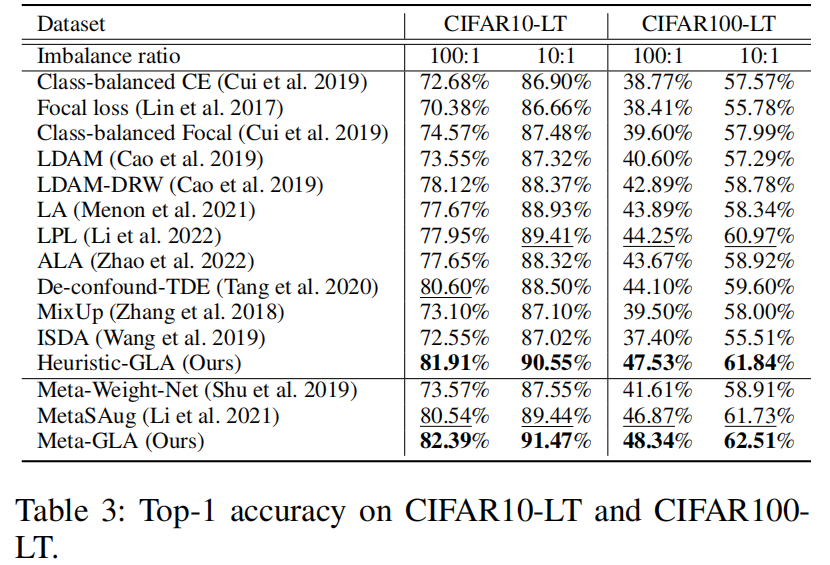 Dataset CIFAR10-LT CIFAR100-LT
Imbalance ratio 100:1 10:1 100:1 10:1
Class-balanced CE (Cui et al. 2019) 72.68% 86.90% 38.77% 57.57%
Focal loss (Lin et al. 2017) 70.38% 86.66% 38.41% 55.78%
Class-balanced Focal (Cui et al. 2019) 74.57% 87.48% 39.60% 57.99%
LDAM (Cao et al. 2019) 73.55% 87.32% 40.60% 57.29%
LDAM-DRW (Cao et al. 2019) 78.12% 88.37% 42.89% 58.78%
LA (Menon et al. 2021) 77.67% 88.93% 43.89% 58.34%
LPL (Li et al. 2022) 77.95% 89.41% 44.25% 60.97%
ALA (Zhao et al. 2022) 77.65% 88.32% 43.67% 58.92%
De-confound-TDE (Tang et al. 2020) 80.60% 88.50% 44.10% 59.60%
MixUp (Zhang et al. 2018) 73.10% 87.10% 39.50% 58.00%
ISDA (Wang et al. 2019) 72.55% 87.02% 37.40% 55.51%
Heuristic-GLA (Ours) 81.91% 90.55% 47.53% 61.84%
Meta-Weight-Net (Shu et al. 2019) 73.57% 87.55% 41.61% 58.91%
MetaSAug (Li et al. 2021) 80.54% 89.44% 46.87% 61.73%
Meta-GLA (Ours) 82.39% 91.47% 48.34% 62.51%
Table 3: Top-1 accuracy on CIFAR10-LT and CIFAR100-
LT.